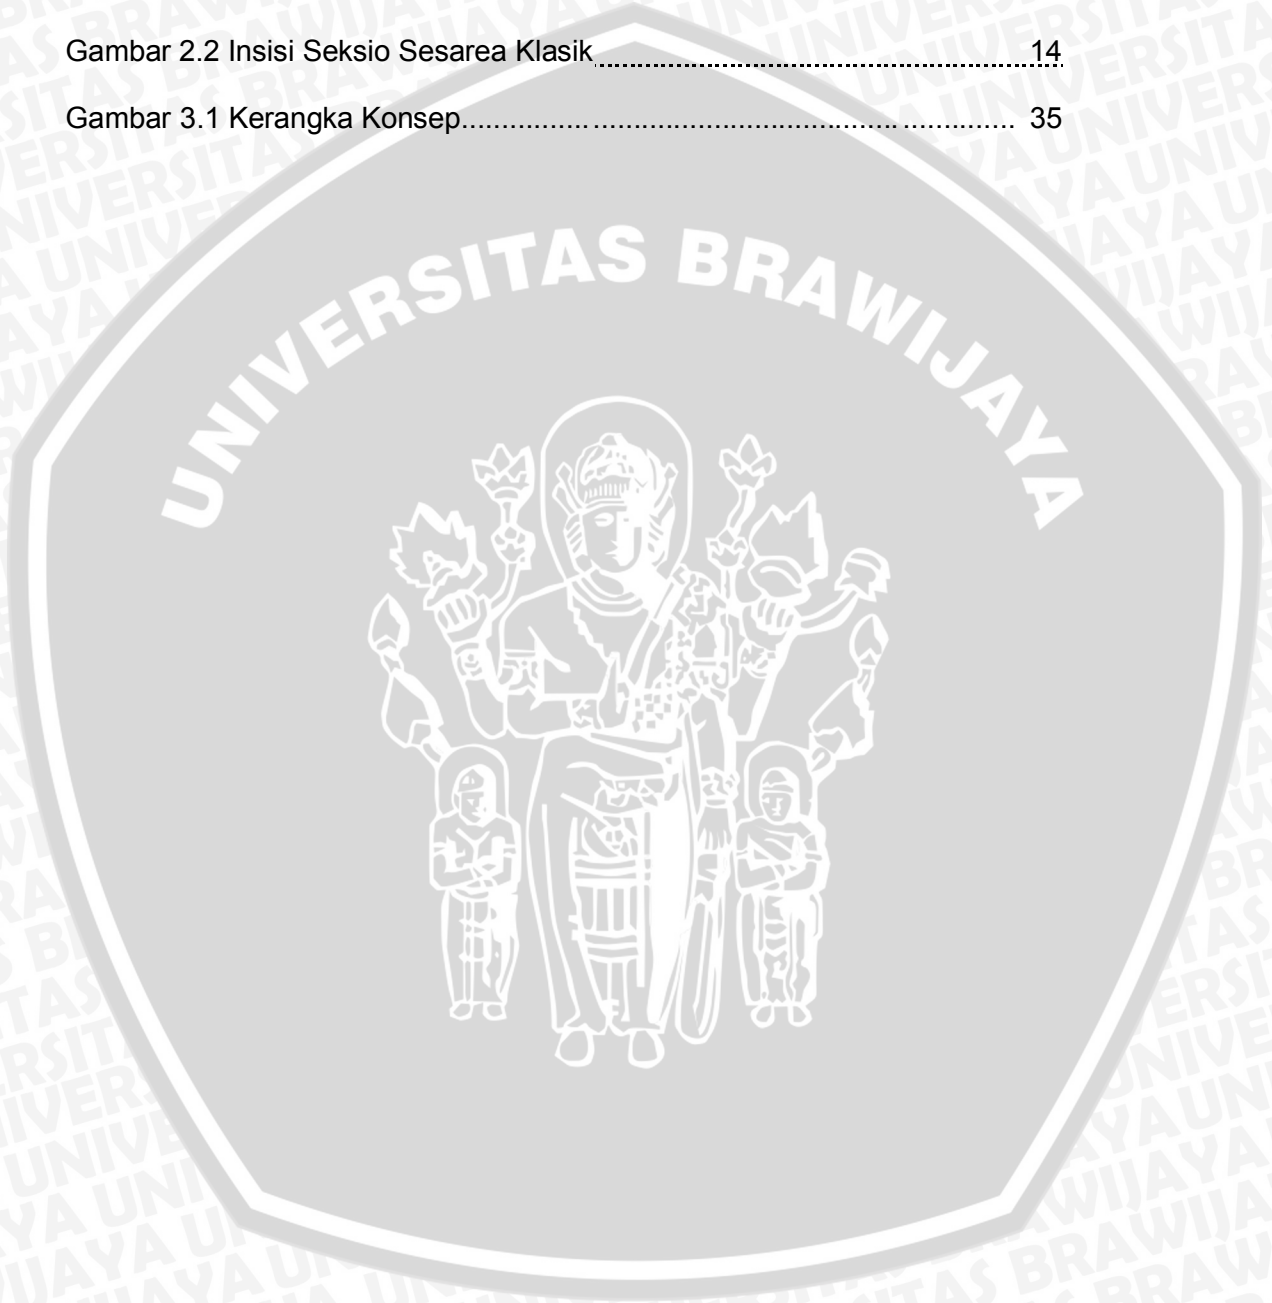 Gambar 2.2 Insisi Seksio Sesarea Klasik 14
Gambar 3.1 Kerangka Konsep.................................................................... 35
UNIVERSITAS BRAWIJAYA